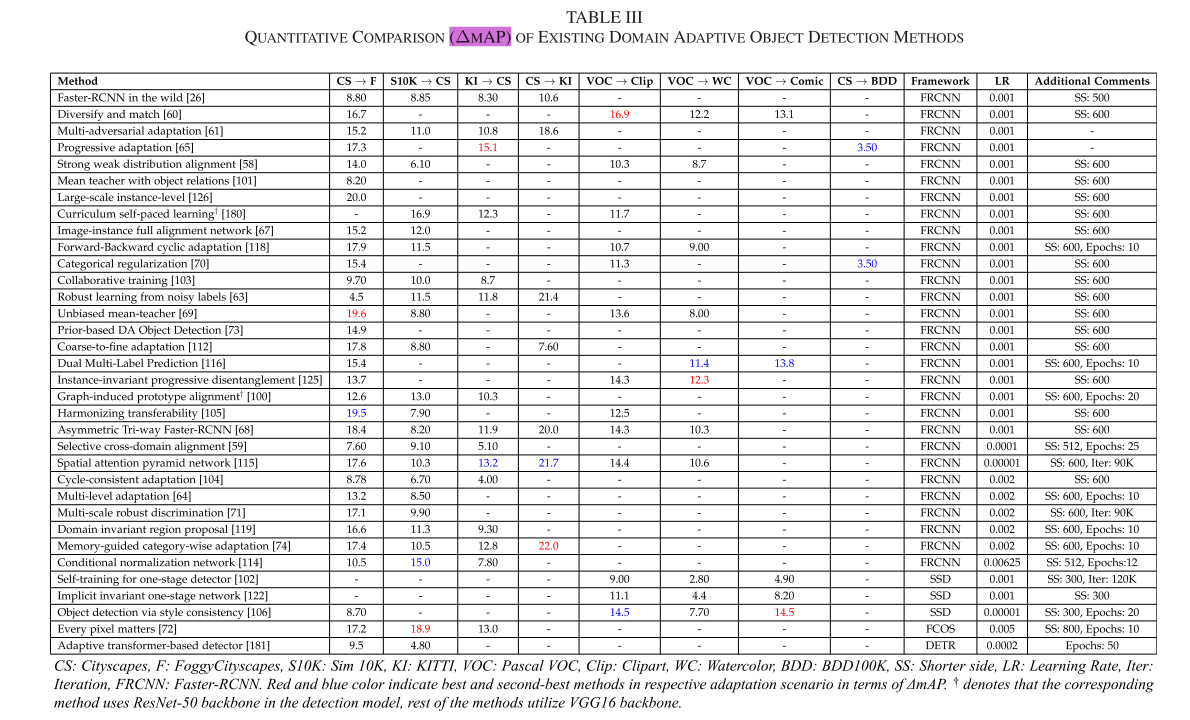 TABLE III
QUANTITATIVE COMPARISON (ΔMAP) OF EXISTING DOMAIN ADAPTIVE OBJECT DETECTION METHODS
Method CS → F S10K → CS KI → CS CS → KI VOC → Clip VOC → WC VOC → Comic CS → BDD Framework LR Additional Comments
Faster-RCNN in the wild [26] 8.80 8.85 8.30 10.6 - - - - FRCNN 0.001 SS: 500
Diversify and match [60] 16.7 - - - 16.9 12.2 13.1 - FRCNN 0.001 SS: 600
Multi-adversarial adaptation [61] 15.2 11.0 10.8 18.6 - - - - FRCNN 0.001 -
Progressive adaptation [65] 17.3 - 15.1 - - - - 3.50 FRCNN 0.001 -
Strong weak distribution alignment [58] 14.0 6.10 - - 10.3 8.7 - - FRCNN 0.001 SS: 600
Mean teacher with object relations [101] 8.20 - - - - - - - FRCNN 0.001 SS: 600
Large-scale instance-level [126] 20.0 - - - - - - - FRCNN 0.001 SS: 600
Curriculum self-paced learning† [180] - 16.9 12.3 - 11.7 - - - FRCNN 0.001 SS: 600
Image-instance full alignment network [67] 15.2 12.0 - - - - - - FRCNN 0.001 SS: 600
Forward-Backward cyclic adaptation [118] 17.9 11.5 - - 10.7 9.00 - - FRCNN 0.001 SS: 600, Epochs: 10
Categorical regularization [70] 15.4 - - - 11.3 - - 3.50 FRCNN 0.001 SS: 600
Collaborative training [103] 9.70 10.0 8.7 - - - - - FRCNN 0.001 SS: 600
Robust learning from noisy labels [63] 4.5 11.5 11.8 21.4 - - - - FRCNN 0.001 SS: 600
Unbiased mean-teacher [69] 19.6 8.80 - - 13.6 8.00 - - FRCNN 0.001 SS: 600
Prior-based DA Object Detection [73] 14.9 - - - - - - - FRCNN 0.001 SS: 600
Coarse-to-fine adaptation [112] 17.8 8.80 - 7.60 - - - - FRCNN 0.001 SS: 600
Dual Multi-Label Prediction [116] 15.4 - - - - 11.4 13.8 - FRCNN 0.001 SS: 600, Epochs: 10
Instance-invariant progressive disentanglement [125] 13.7 - - - 14.3 12.3 - - FRCNN 0.001 SS: 600
Graph-induced prototype alignment† [100] 12.6 13.0 10.3 - - - - - FRCNN 0.001 SS: 600, Epochs: 20
Harmonizing transferability [105] 19.5 7.90 - - 12.5 - - - FRCNN 0.001 SS: 600
Asymmetric Tri-way Faster-RCNN [68] 18.4 8.20 11.9 20.0 14.3 10.3 - - FRCNN 0.001 SS: 600
Selective cross-domain alignment [59] 7.60 9.10 5.10 - - - - - FRCNN 0.0001 SS: 512, Epochs: 25
Spatial attention pyramid network [115] 17.6 10.3 13.2 21.7 14.4 10.6 - - FRCNN 0.00001 SS: 600, Iter: 90K
Cycle-consistent adaptation [104] 8.78 6.70 4.00 - - - - - FRCNN 0.002 SS: 600
Multi-level adaptation [64] 13.2 8.50 - - - - - - FRCNN 0.002 SS: 600, Epochs: 10
Multi-scale robust discrimination [71] 17.1 9.90 - - - - - - FRCNN 0.002 SS: 600, Iter: 90K
Domain invariant region proposal [119] 16.6 11.3 9.30 - - - - - FRCNN 0.002 SS: 600, Epochs: 10
Memory-guided category-wise adaptation [74] 17.4 10.5 12.8 22.0 - - - - FRCNN 0.002 SS: 600, Epochs: 10
Conditional normalization network [114] 10.5 15.0 7.80 - - - - - FRCNN 0.00625 SS: 512, Epochs:12
Self-training for one-stage detector [102] - - - - 9.00 2.80 4.90 - SSD 0.001 SS: 300, Iter: 120K
Implicit invariant one-stage network [122] - - - - 11.1 4.4 8.20 - SSD 0.001 SS: 300
Object detection via style consistency [106] 8.70 - - - 14.5 7.70 14.5 - SSD 0.00001 SS: 300, Epochs: 20
Every pixel matters [72] 17.2 18.9 13.0 - - - - - FCOS 0.005 SS: 800, Epochs: 10
Adaptive transformer-based detector [181] 9.5 4.80 - - - - - - DETR 0.0002 Epochs: 50
CS: Cityscapes, F: FoggyCityscapes, S10K: Sim 10K, KI: KITTI, VOC: Pascal VOC, Clip: Clipart, WC: Watercolor, BDD: BDD100K, SS: Shorter side, LR: Learning Rate, Iter:
Iteration, FRCNN: Faster-RCNN. Red and blue color indicate best and second-best methods in respective adaptation scenario in terms of ΔmAP. † denotes that the corresponding
method uses ResNet-50 backbone in the detection model, rest of the methods utilize VGG16 backbone.